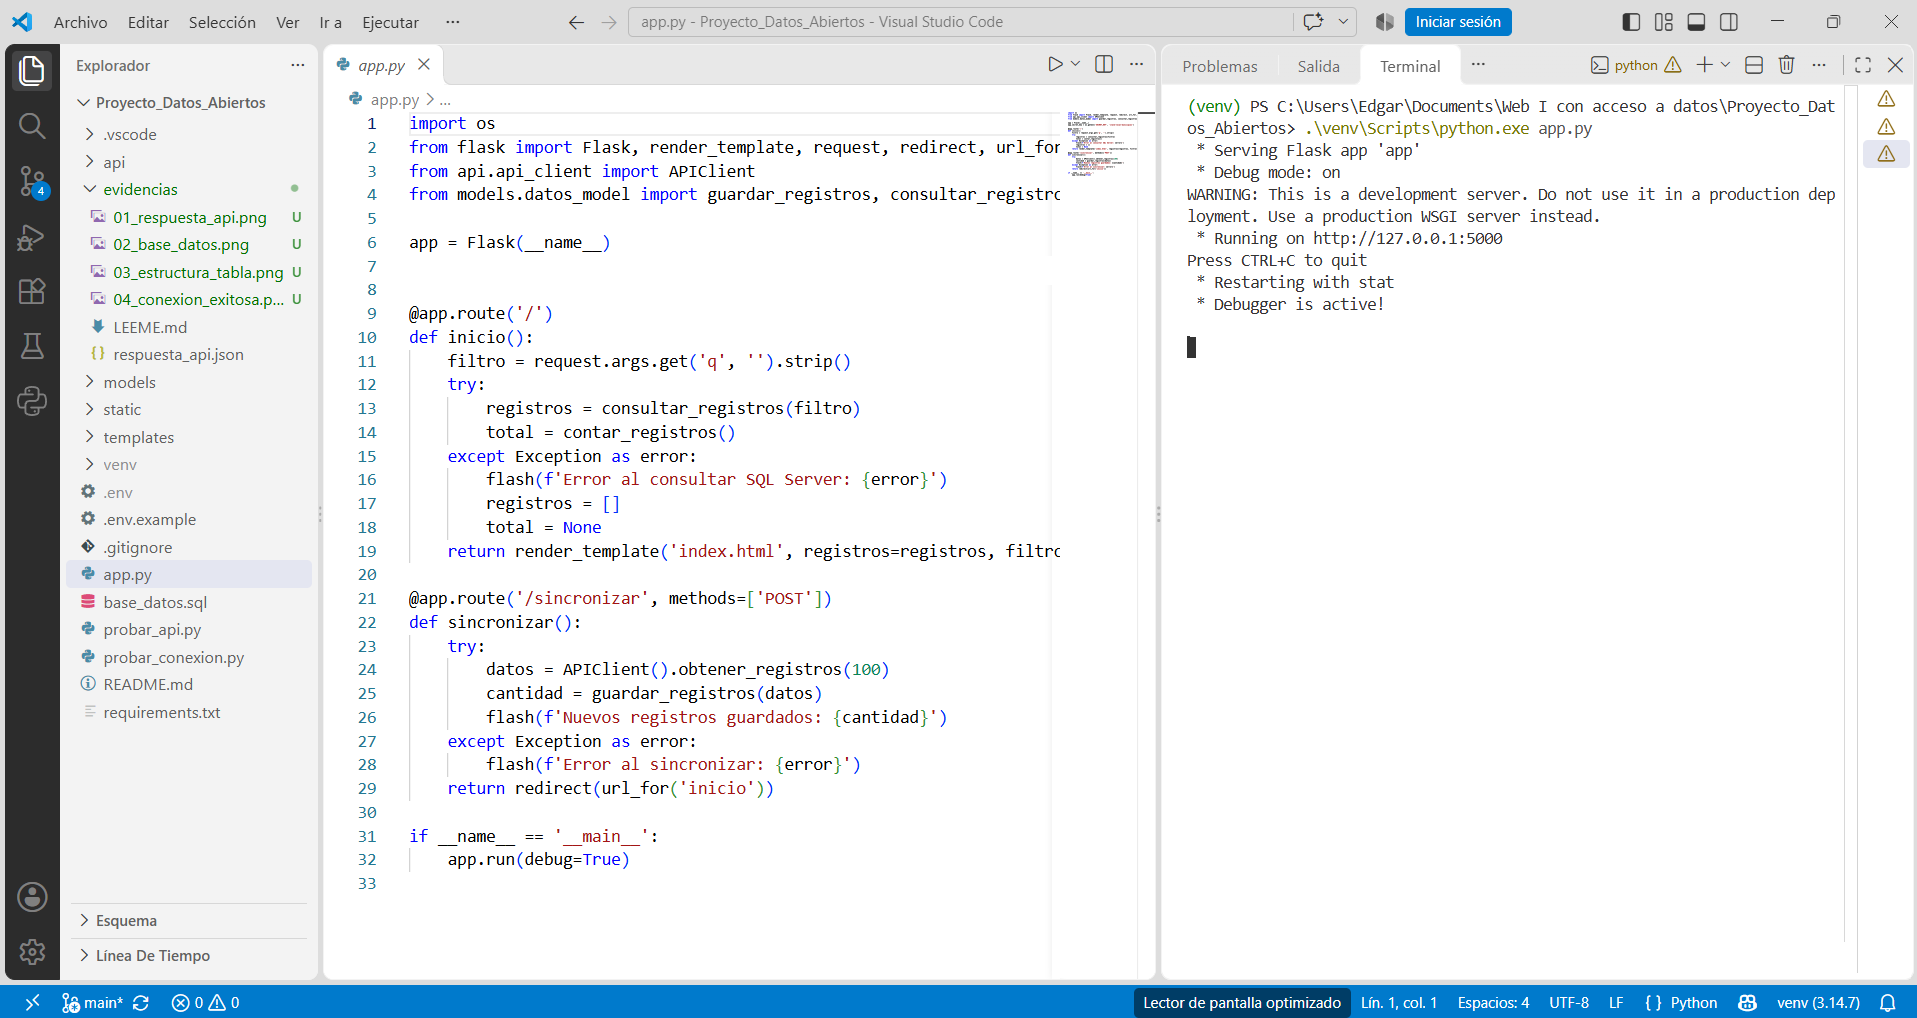 Archivo Editar Selección Ver Ir a Ejecutar ···
app.py - Proyecto_Datos_Abiertos - Visual Studio Code
Iniciar sesión
Explorador
Proyecto_Datos_Abiertos
.vscode
api
evidencias
01_respuesta_api.png U
02_base_datos.png U
03_estructura_tabla.png U
04_conexion_exitosa.p... U
LEEME.md
respuesta_api.json
models
static
templates
venv
.env
.env.example
.gitignore
app.py
base_datos.sql
probar_api.py
probar_conexion.py
README.md
requirements.txt
Esquema
Línea De Tiempo
4
app.py
app.py > ...
1 import os
2 from flask import Flask, render_template, request, redirect, url_for
3 from api.api_client import APIClient
4 from models.datos_model import guardar_registros, consultar_registro
5
6 app = Flask(__name__)
7
8
9 @app.route('/')
10 def inicio():
11 filtro = request.args.get('q', '').strip()
12 try:
13 registros = consultar_registros(filtro)
14 total = contar_registros()
15 except Exception as error:
16 flash(f'Error al consultar SQL Server: {error}')
17 registros = []
18 total = None
19 return render_template('index.html', registros=registros, filtro
20
21 @app.route('/sincronizar', methods=['POST'])
22 def sincronizar():
23 try:
24 datos = APIClient().obtener_registros(100)
25 cantidad = guardar_registros(datos)
26 flash(f'Nuevos registros guardados: {cantidad}')
27 except Exception as error:
28 flash(f'Error al sincronizar: {error}')
29 return redirect(url_for('inicio'))
30
31 if __name__ == '__main__':
32 app.run(debug=True)
33
Problemas Salida Terminal ···
python
(venv) PS C:\Users\Edgar\Documents\Web I con acceso a datos\Proyecto_Dat
os_Abiertos> .\venv\Scripts\python.exe app.py
* Serving Flask app 'app'
* Debug mode: on
WARNING: This is a development server. Do not use it in a production dep
loyment. Use a production WSGI server instead.
* Running on http://127.0.0.1:5000
Press CTRL+C to quit
* Restarting with stat
* Debugger is active!
main* 0 0
Lector de pantalla optimizado Lín. 1, col. 1 Espacios: 4 UTF-8 LF { } Python venv (3.14.7)